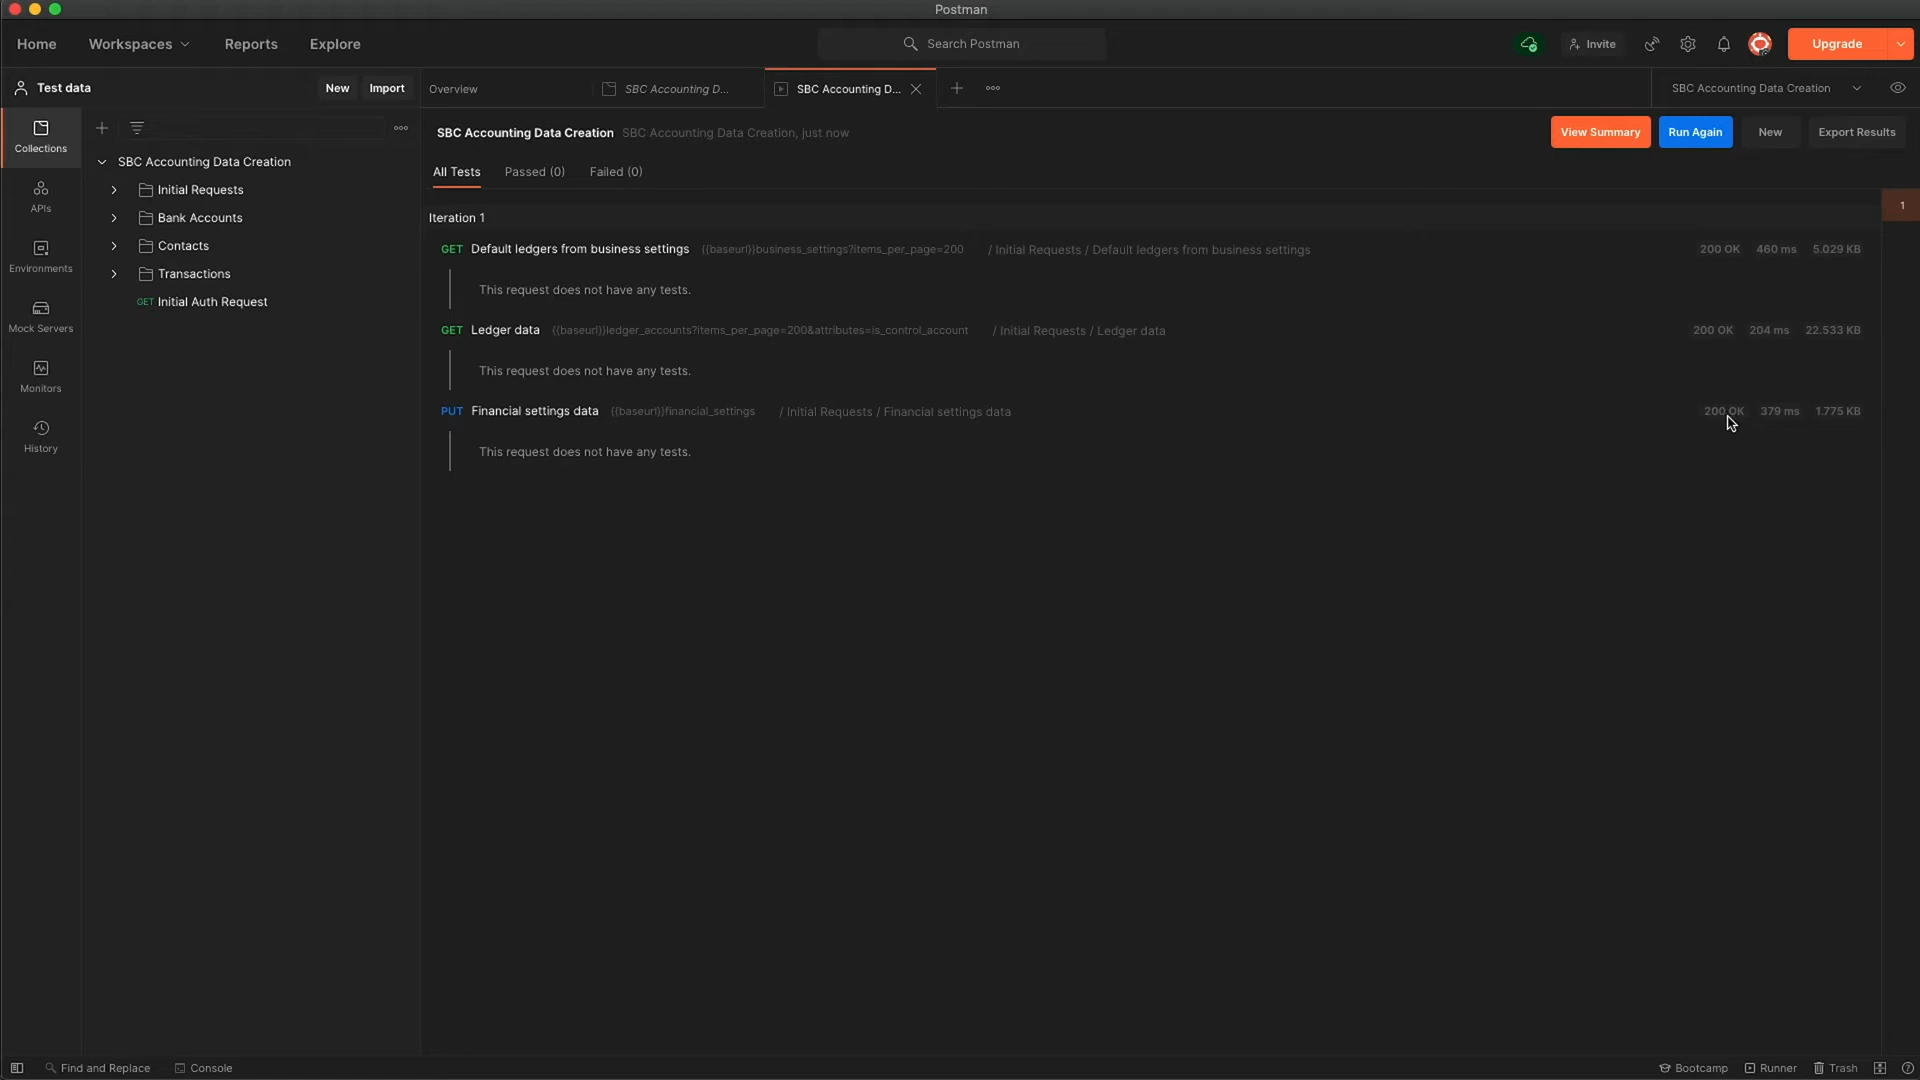 Postman
Home Workspaces Reports Explore Search Postman Invite Upgrade
Test data New Import Overview SBC Accounting D... SBC Accounting D... SBC Accounting Data Creation
Collections
APIs
Environments
Mock Servers
Monitors
History
SBC Accounting Data Creation
Initial Requests
Bank Accounts
Contacts
Transactions
GET Initial Auth Request
SBC Accounting Data Creation SBC Accounting Data Creation, just now View Summary Run Again New Export Results
All Tests Passed (0) Failed (0)
1
Iteration 1
GET Default ledgers from business settings {{baseurl}}business_settings?items_per_page=200 / Initial Requests / Default ledgers from business settings 200 OK 460 ms 5.029 KB
This request does not have any tests.
GET Ledger data {{baseurl}}ledger_accounts?items_per_page=200&attributes=is_control_account / Initial Requests / Ledger data 200 OK 204 ms 22.533 KB
This request does not have any tests.
PUT Financial settings data {{baseurl}}financial_settings / Initial Requests / Financial settings data 200 OK 379 ms 1.775 KB
This request does not have any tests.
Find and Replace Console Bootcamp Runner Trash